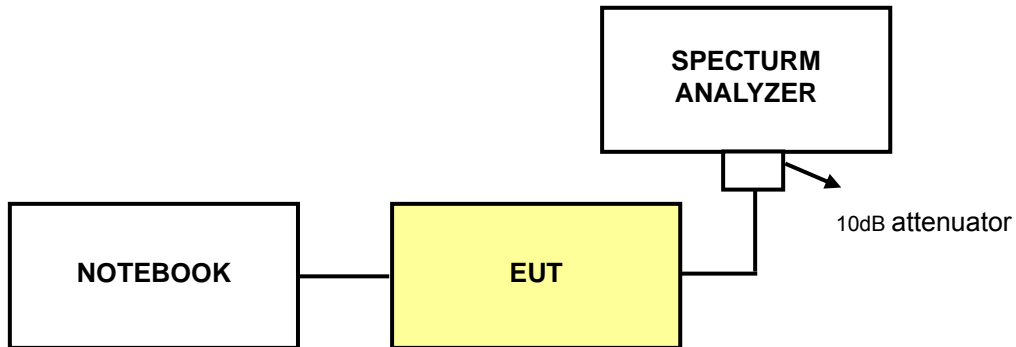 SPECTURM
ANALYZER
10dB attenuator
NOTEBOOK
EUT